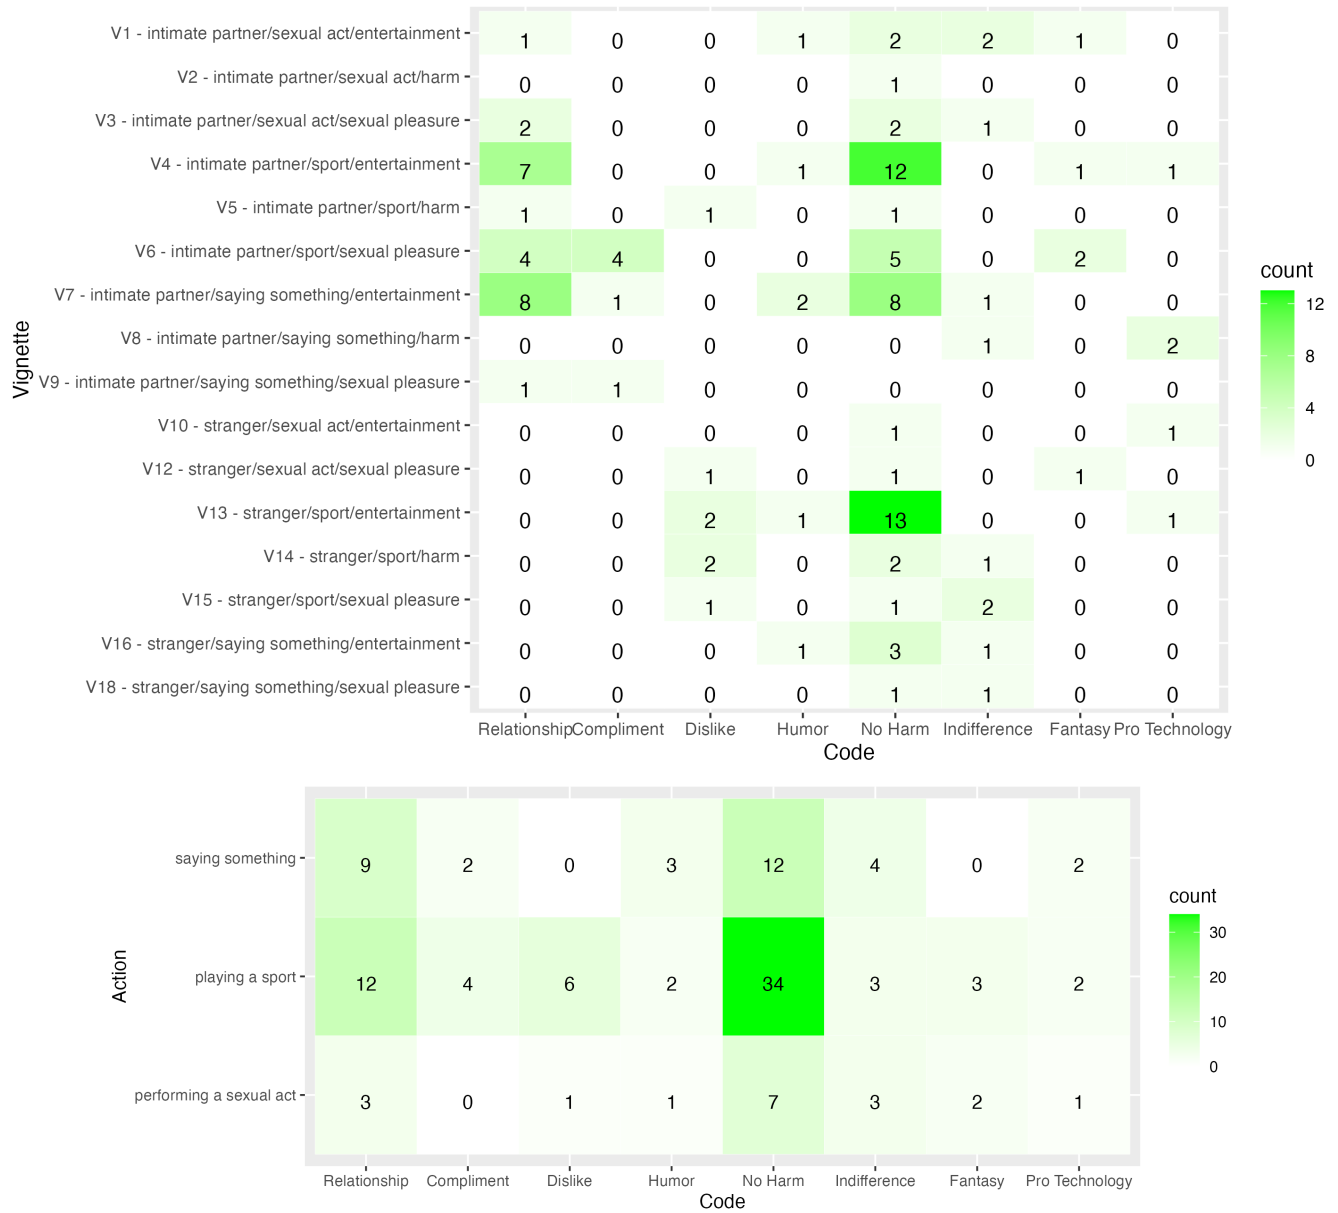 V1 - intimate partner/sexual act/entertainment 1 0 0 1 2 2 1 0
V2 - intimate partner/sexual act/harm 0 0 0 0 1 0 0 0
V3 - intimate partner/sexual act/sexual pleasure 2 0 0 0 2 1 0 0
V4 - intimate partner/sport/entertainment 7 0 0 1 12 0 1 1
V5 - intimate partner/sport/harm 1 0 1 0 1 0 0 0
V6 - intimate partner/sport/sexual pleasure 4 4 0 0 5 0 2 0
V7 - intimate partner/saying something/entertainment 8 1 0 2 8 1 0 0
V8 - intimate partner/saying something/harm 0 0 0 0 0 1 0 2
V9 - intimate partner/saying something/sexual pleasure 1 1 0 0 0 0 0 0
V10 - stranger/sexual act/entertainment 0 0 0 0 1 0 0 1
V12 - stranger/sexual act/sexual pleasure 0 0 1 0 1 0 1 0
V13 - stranger/sport/entertainment 0 0 2 1 13 0 0 1
V14 - stranger/sport/harm 0 0 2 0 2 1 0 0
V15 - stranger/sport/sexual pleasure 0 0 1 0 1 2 0 0
V16 - stranger/saying something/entertainment 0 0 0 1 3 1 0 0
V18 - stranger/saying something/sexual pleasure 0 0 0 0 1 1 0 0
Relationship Compliment Dislike Humor No Harm Indifference Fantasy Pro Technology
Code
Vignette
count
12
8
4
0
saying something 9 2 0 3 12 4 0 2
playing a sport 12 4 6 2 34 3 3 2
performing a sexual act 3 0 1 1 7 3 2 1
Relationship Compliment Dislike Humor No Harm Indifference Fantasy Pro Technology
Code
Action
count
30
20
10
0